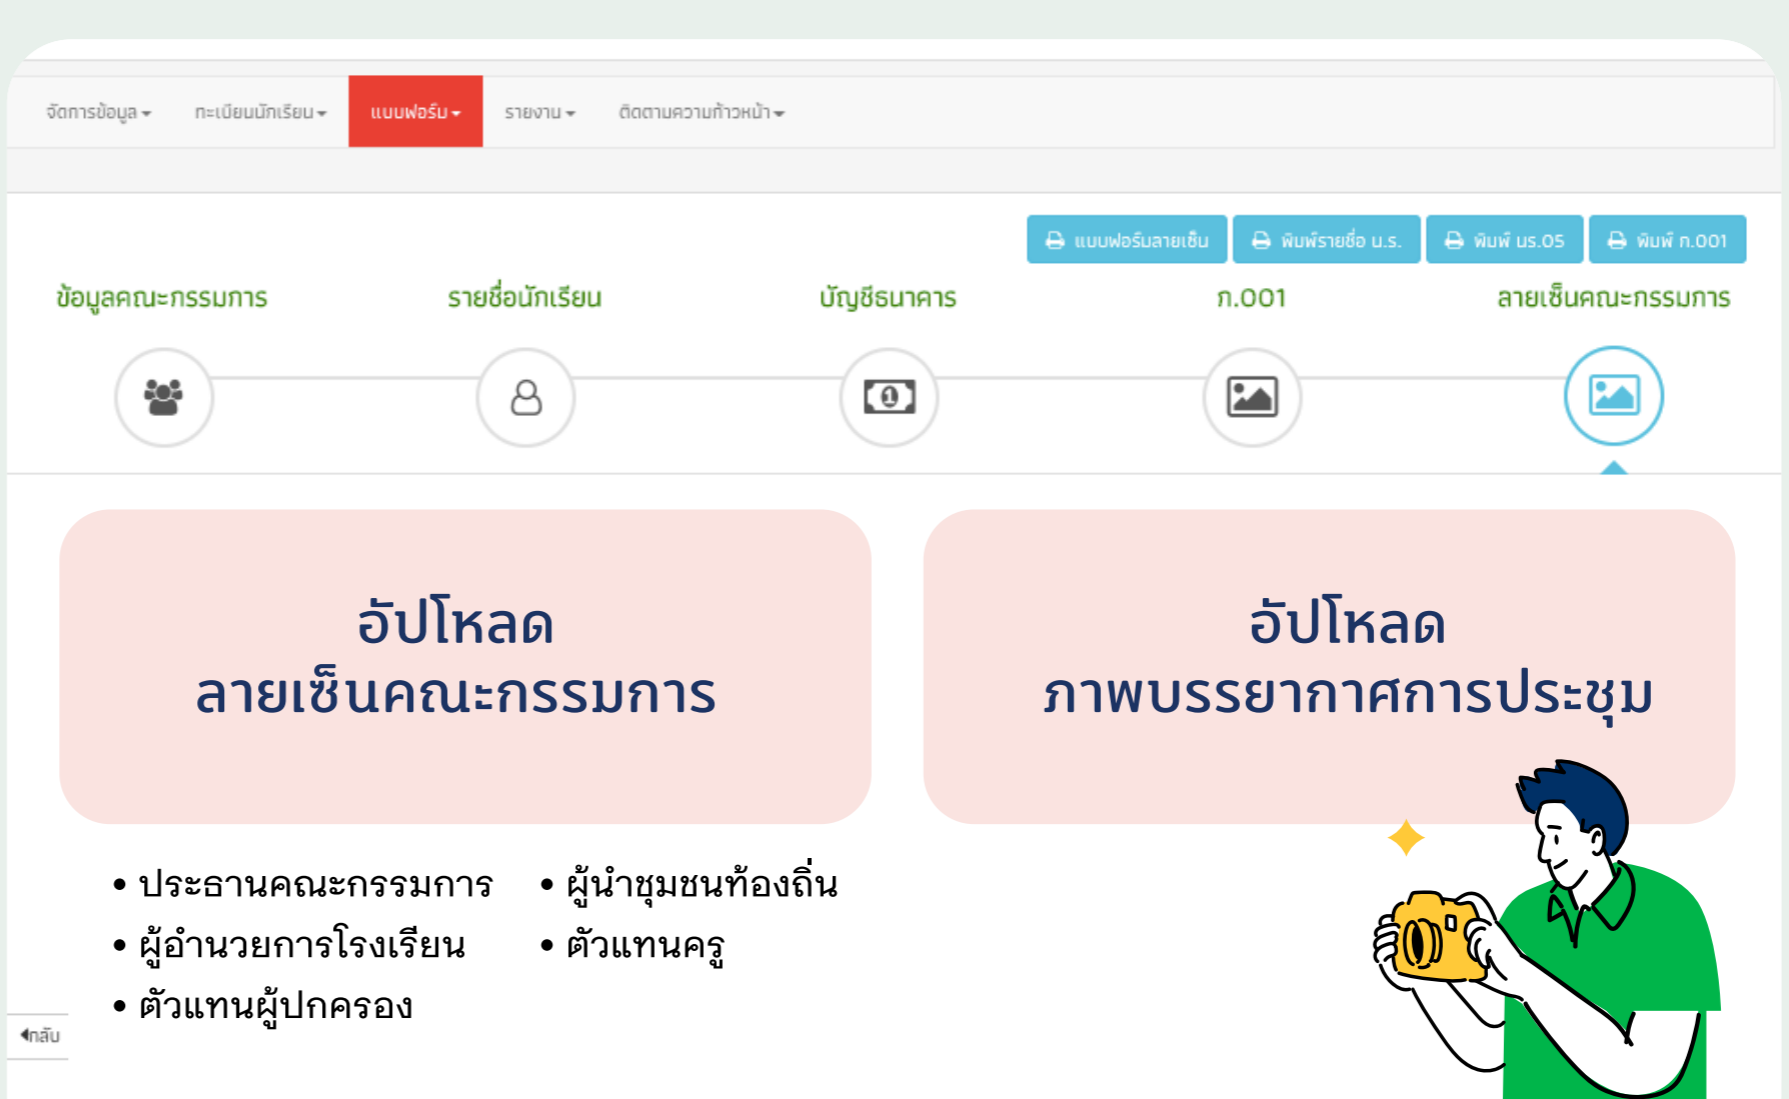 จัดการข้อมูล ทะเบียนนักเรียน แบบฟอร์ม รายงาน ติดตามความก้าวหน้า
แบบฟอร์มลายเซ็น พิมพ์รายชื่อ น.ร. พิมพ์ นร.05 พิมพ์ ก.001
ข้อมูลคณะกรรมการ รายชื่อนักเรียน บัญชีธนาคาร ก.001 ลายเซ็นคณะกรรมการ
อัปโหลด
ลายเซ็นคณะกรรมการ
อัปโหลด
ภาพบรรยากาศการประชุม
• ประธานคณะกรรมการ
• ผู้อำนวยการโรงเรียน
• ตัวแทนผู้ปกครอง
• ผู้นำชุมชนท้องถิ่น
• ตัวแทนครู
กลับ